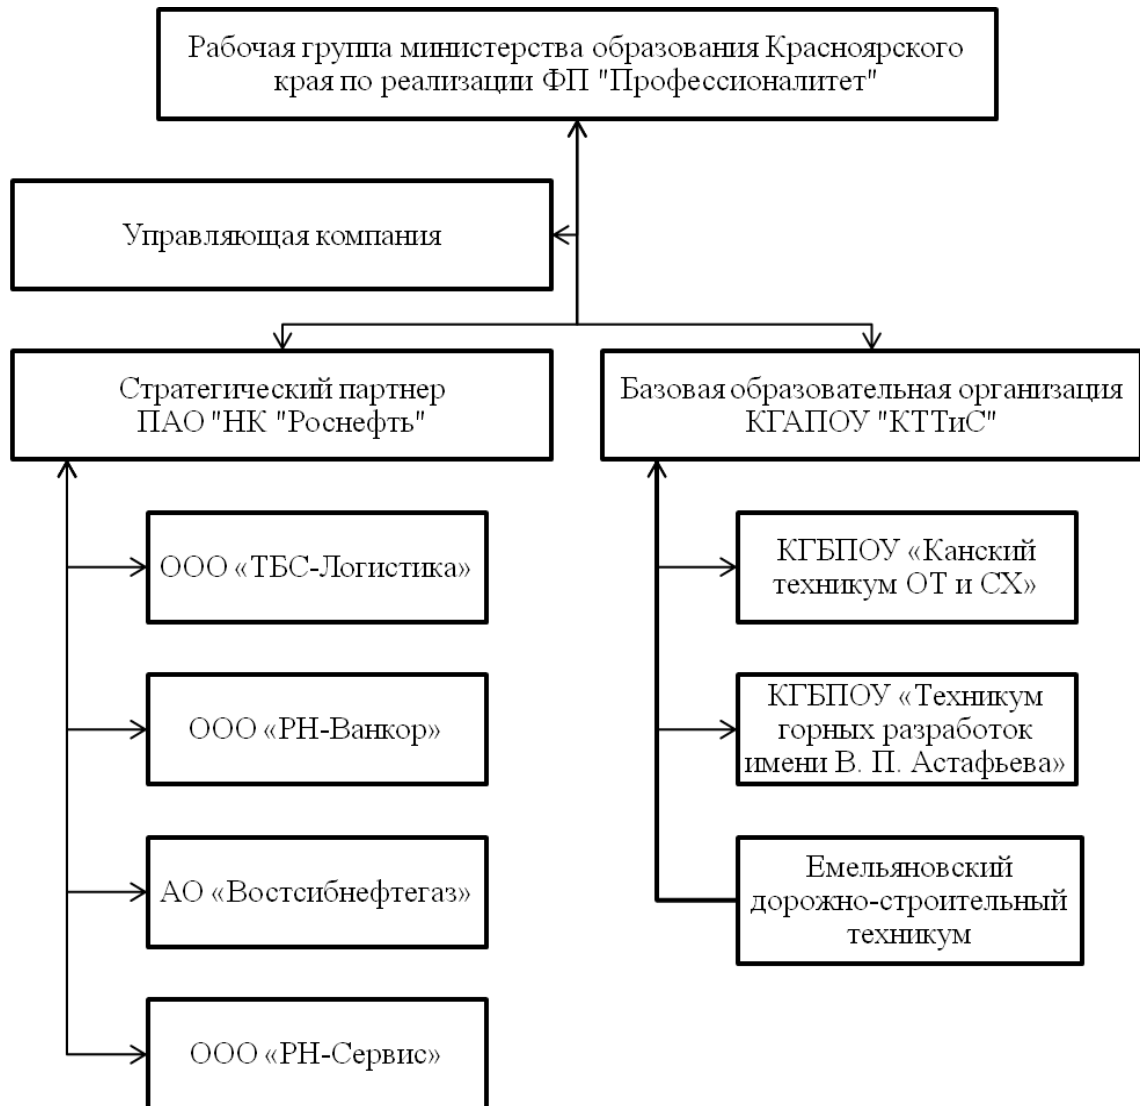 Рабочая группа министерства образования Красноярского
края по реализации ФП "Профессионалитет"
Управляющая компания
Стратегический партнер
ПАО "НК "Роснефть"
ООО «ТБС-Логистика»
ООО «РН-Ванкор»
АО «Востсибнефтегаз»
ООО «РН-Сервис»
Базовая образовательная организация
КГАПОУ "КТТиС"
КГБПОУ «Канский
техникум ОТ и СХ»
КГБПОУ «Техникум
горных разработок
имени В. П. Астафьева»
Емельяновский
дорожно-строительный
техникум